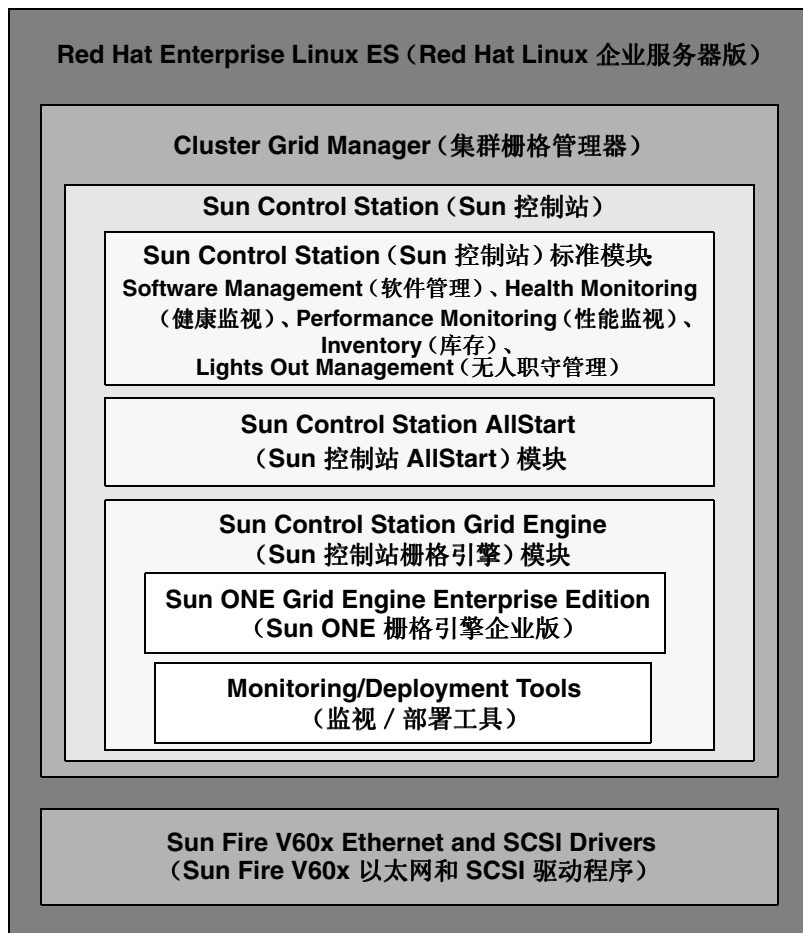 Red Hat Enterprise Linux ES（Red Hat Linux 企业服务器版）
Cluster Grid Manager（集群栅格管理器）
Sun Control Station（Sun 控制站）
Sun Control Station（Sun 控制站）标准模块:
Software Management（软件管理）、Health Monitoring
（健康监视）、Performance Monitoring（性能监视）、
Inventory（库存）、
Lights Out Management（无人职守管理）
Sun Control Station AllStart
（Sun 控制站 AllStart）模块
Sun Control Station Grid Engine
（Sun 控制站栅格引擎）模块
Sun ONE Grid Engine Enterprise Edition
（Sun ONE 栅格引擎企业版）
Monitoring/Deployment Tools
（监视 / 部署工具）
Sun Fire V60x Ethernet and SCSI Drivers
（Sun Fire V60x 以太网和 SCSI 驱动程序）